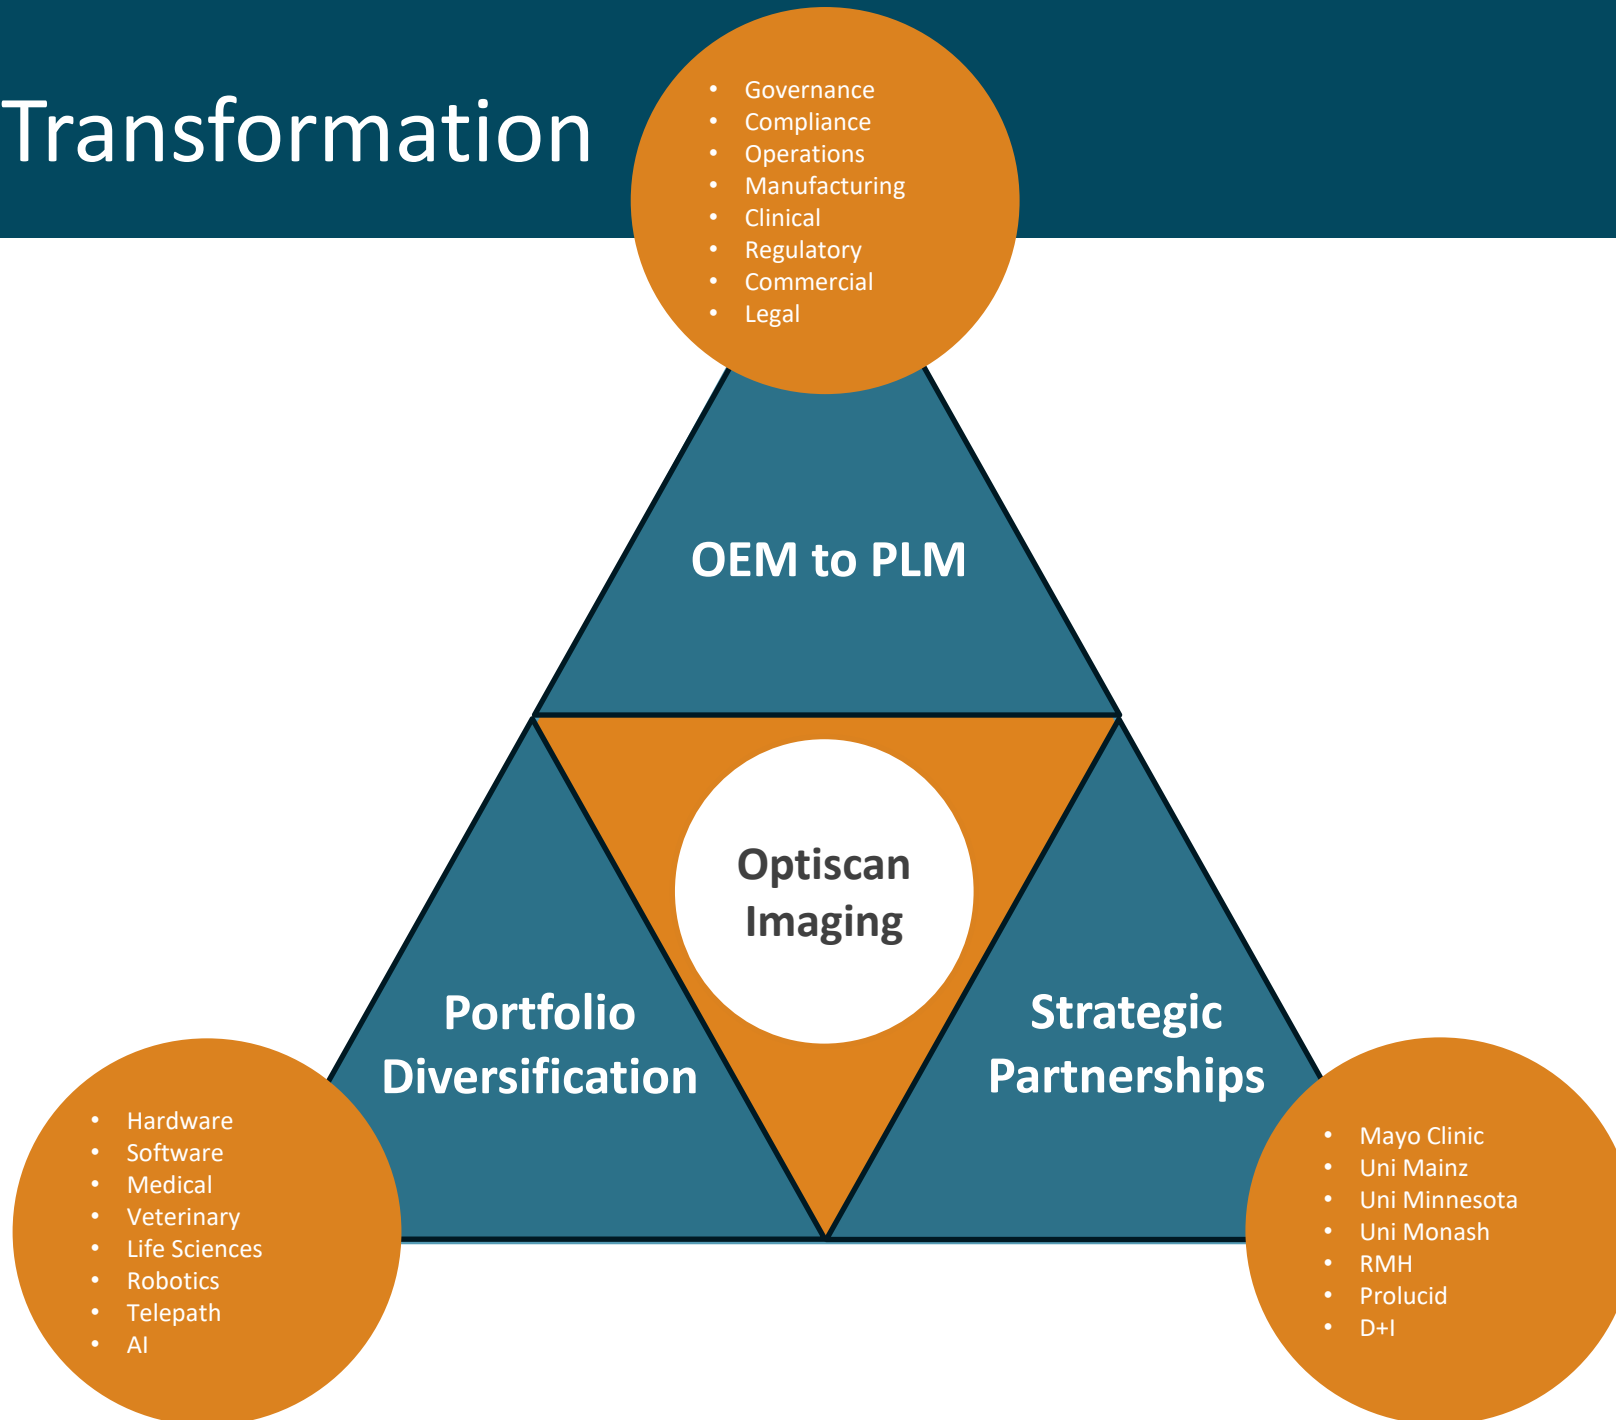 Transformation
• Governance
• Compliance
• Operations
• Manufacturing
• Clinical
• Regulatory
• Commercial
• Legal
OEM to PLM
Optiscan
Imaging
Portfolio
Diversification
Strategic
Partnerships
• Hardware
• Software
• Medical
• Veterinary
• Life Sciences
• Robotics
• Telepath
• AI
• Mayo Clinic
• Uni Mainz
• Uni Minnesota
• Uni Monash
• RMH
• Prolucid
• D+I